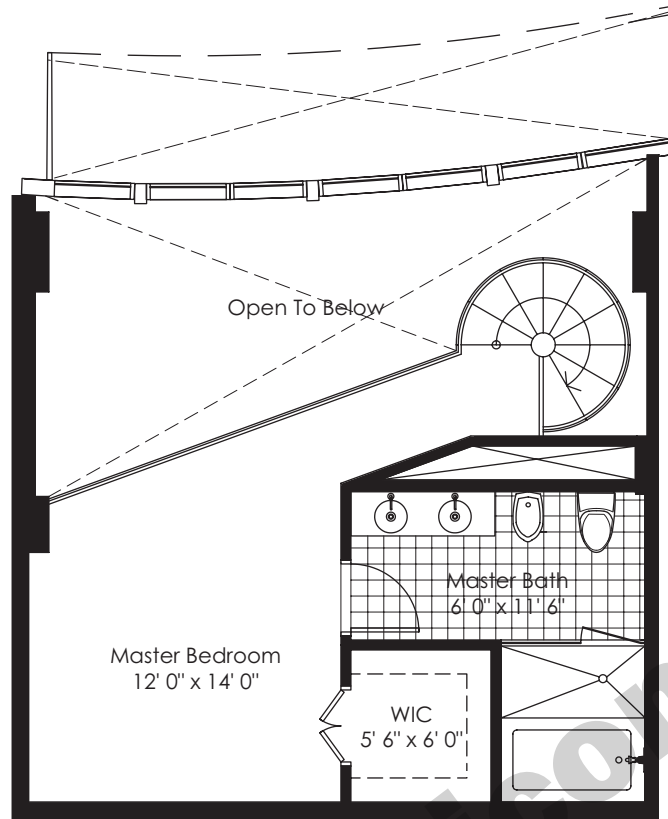 Open To Below
Master Bath
6' 0" x 11' 6"
Master Bedroom
12' 0" x 14' 0"
WIC
5' 6" x 6' 0"